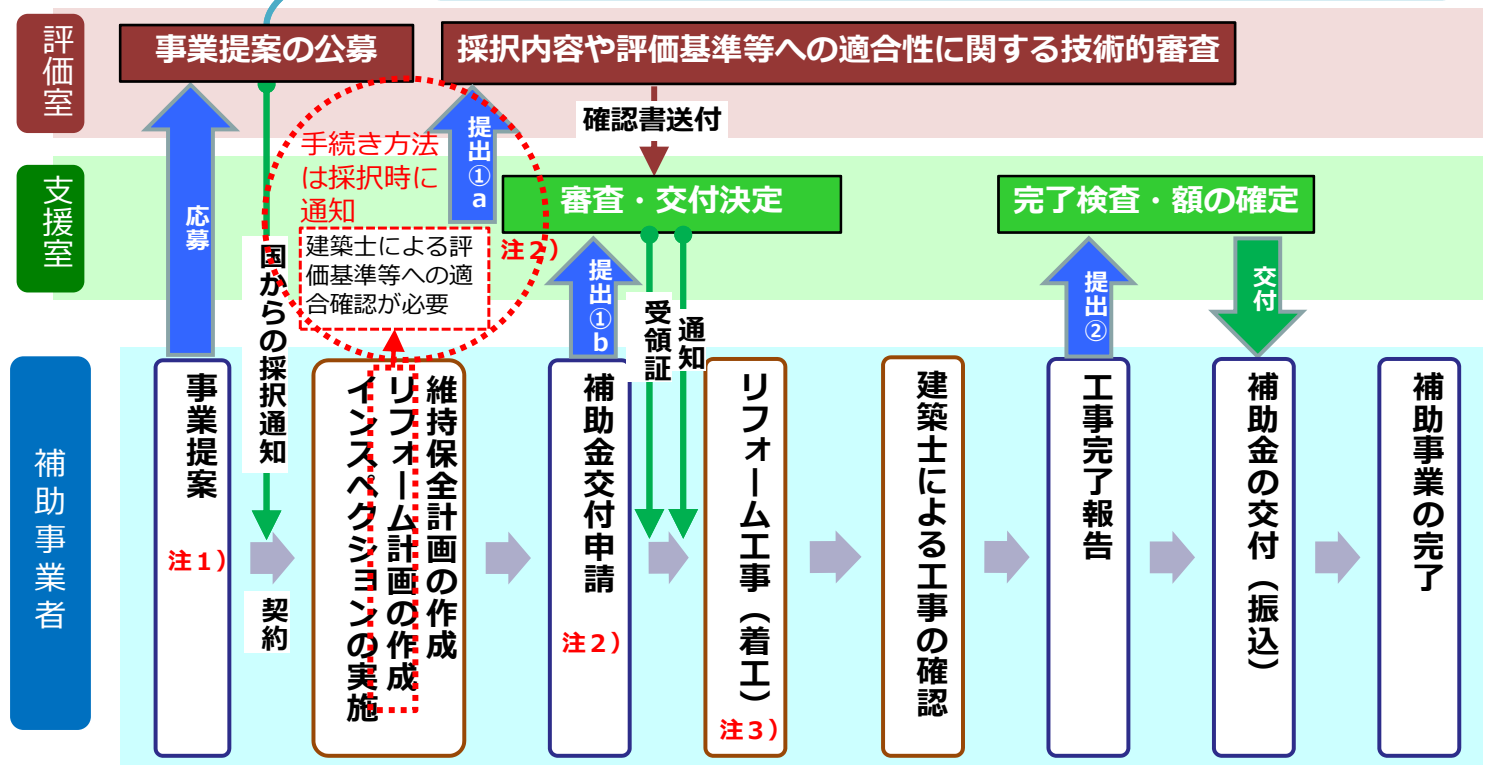 評価室
事業提案の公募
採択内容や評価基準等への適合性に関する技術的審査
確認書送付
手続き方法
は採択時に
通知
提出①a
支援室
審査・交付決定
完了検査・額の確定
応募
国からの採択通知
建築士による評
価基準等への適
合確認が必要
注２）
提出①b
受領証
通知
提出②
交付
補助事業者
事業提案
注１）
契約
維持保全計画の作成
リフォーム計画の作成
インスペクションの実施
補助金交付申請
注２）
リフォーム工事（着工）
注３）
建築士による工事の確認
工事完了報告
補助金の交付（振込）
補助事業の完了